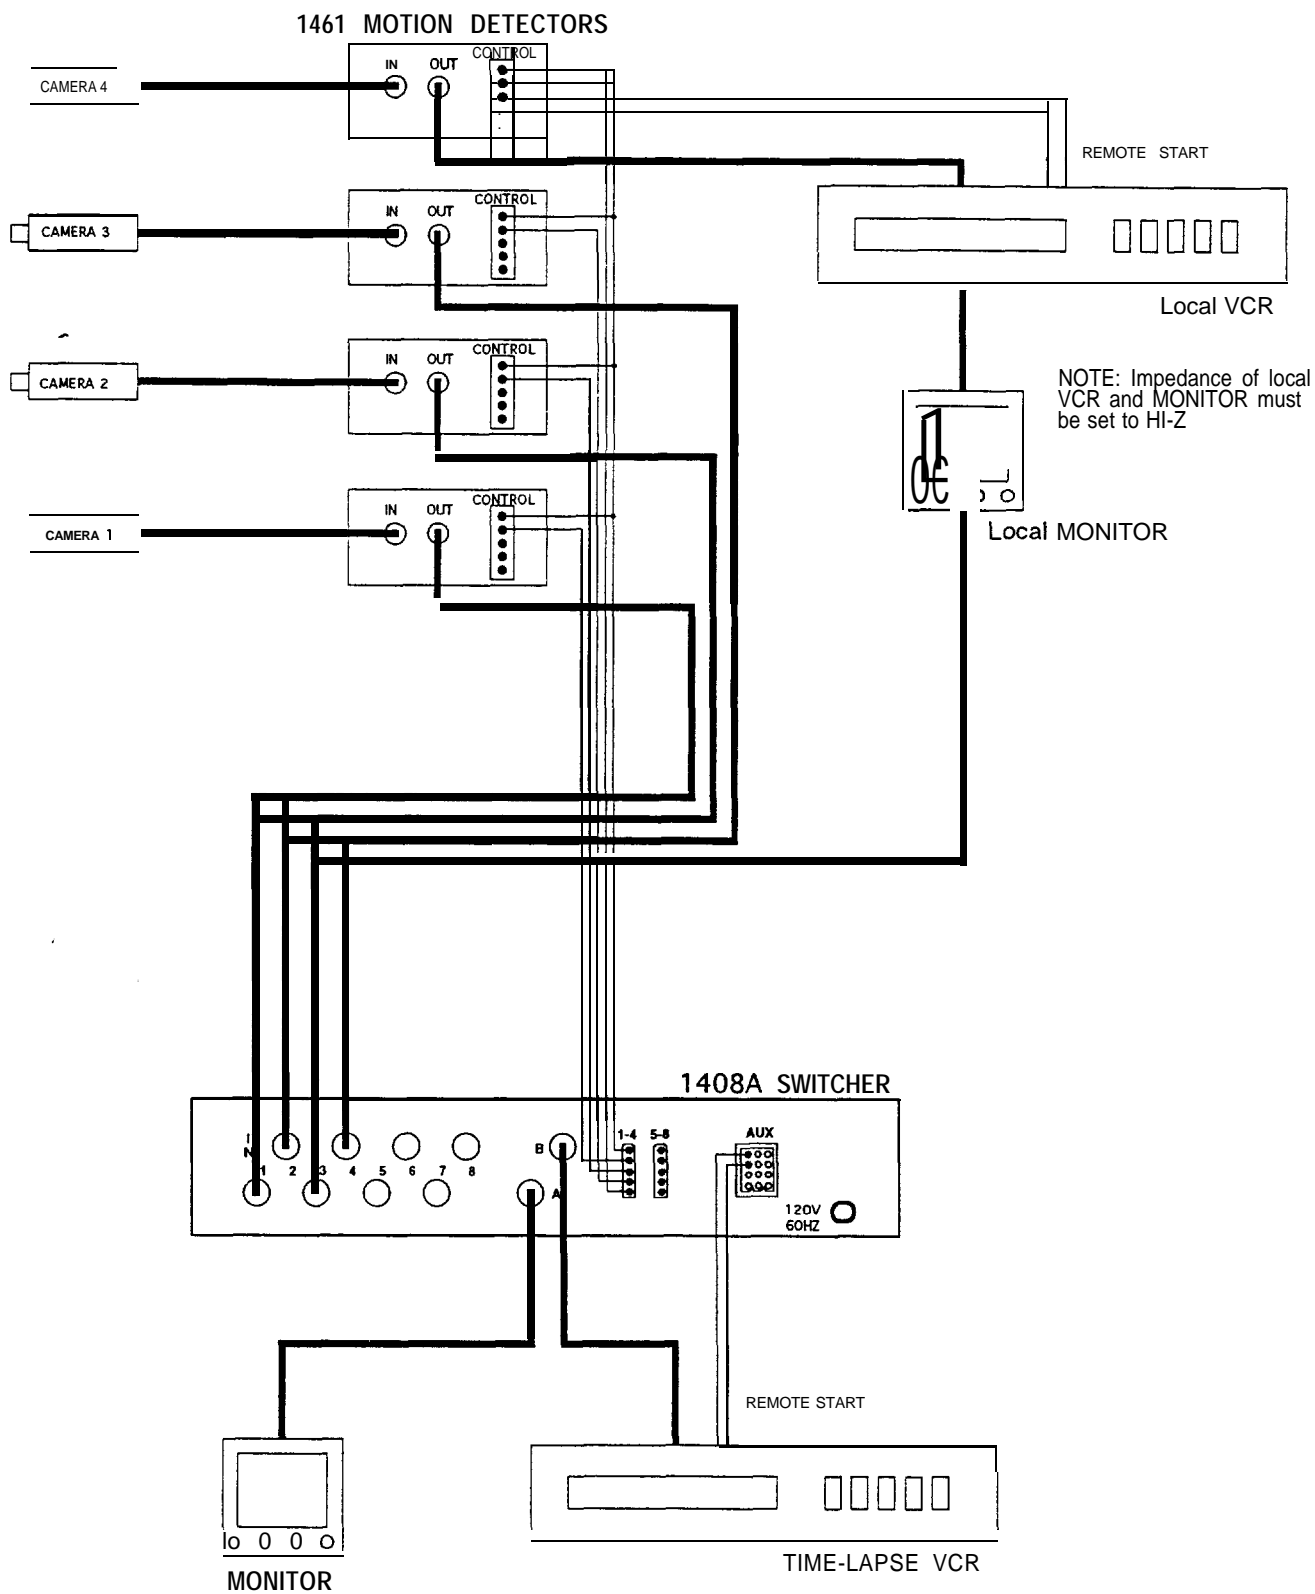 1461 MOTION DETECTORS
CONTROL
IN OUT
CAMERA 4
REMOTE START
CONTROL
IN OUT
CAMERA 3
Local VCR
CONTROL
IN OUT
CAMERA 2
NOTE: Impedance of local
VCR and MONITOR must
be set to HI-Z
CONTROL
IN OUT
CAMERA 1
Local MONITOR
1408A SWITCHER
IN
1 2 3 4 5 6 7 8
B
A
1-4 5-8
AUX
120V
60HZ
REMOTE START
MONITOR
TIME-LAPSE VCR